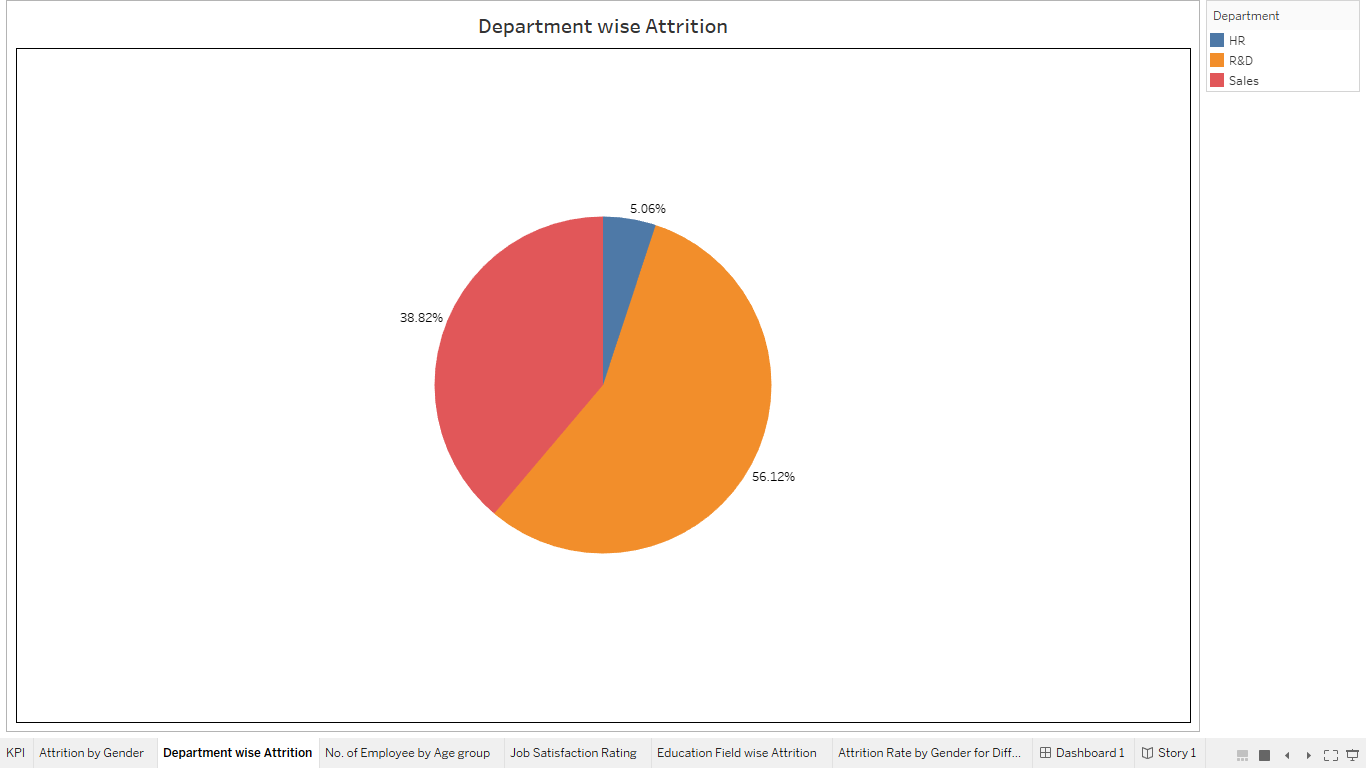 Department wise Attrition
Department
HR
R&D
Sales
5.06%
38.82%
56.12%
KPI
Attrition by Gender
Department wise Attrition
No. of Employee by Age group
Job Satisfaction Rating
Education Field wise Attrition
Attrition Rate by Gender for Diff...
Dashboard 1
Story 1